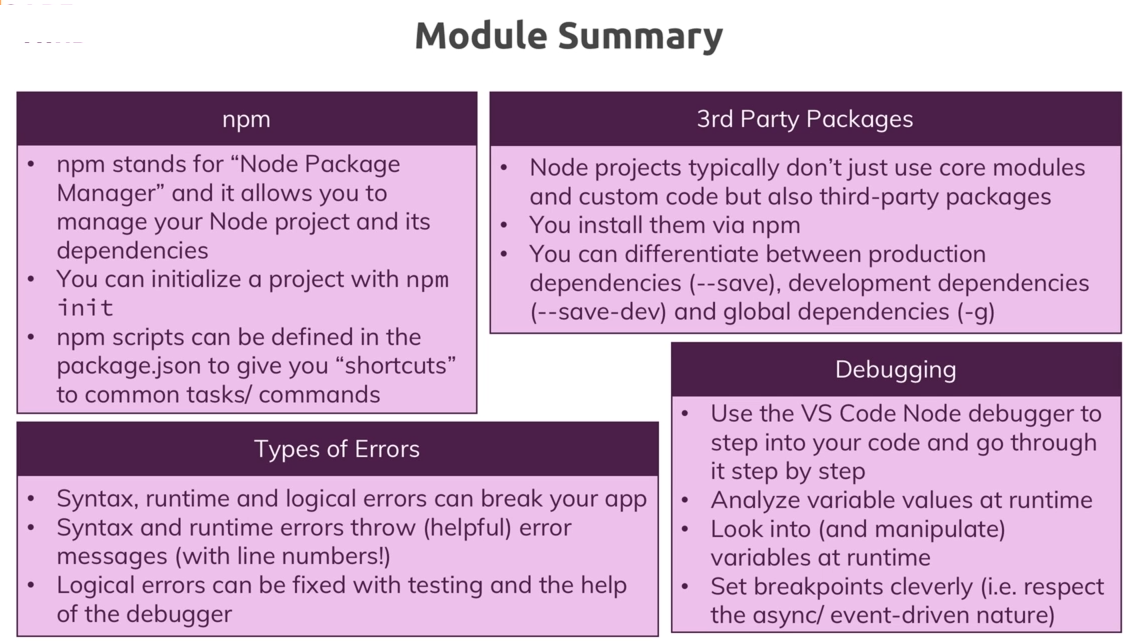 Module Summary
npm
• npm stands for “Node Package
Manager” and it allows you to
manage your Node project and its
dependencies
• You can initialize a project with npm
init
• npm scripts can be defined in the
package.json to give you “shortcuts”
to common tasks/ commands
3rd Party Packages
• Node projects typically don’t just use core modules
and custom code but also third-party packages
• You install them via npm
• You can differentiate between production
dependencies (--save), development dependencies
(--save-dev) and global dependencies (-g)
Types of Errors
• Syntax, runtime and logical errors can break your app
• Syntax and runtime errors throw (helpful) error
messages (with line numbers!)
• Logical errors can be fixed with testing and the help
of the debugger
Debugging
• Use the VS Code Node debugger to
step into your code and go through
it step by step
• Analyze variable values at runtime
• Look into (and manipulate)
variables at runtime
• Set breakpoints cleverly (i.e. respect
the async/ event-driven nature)